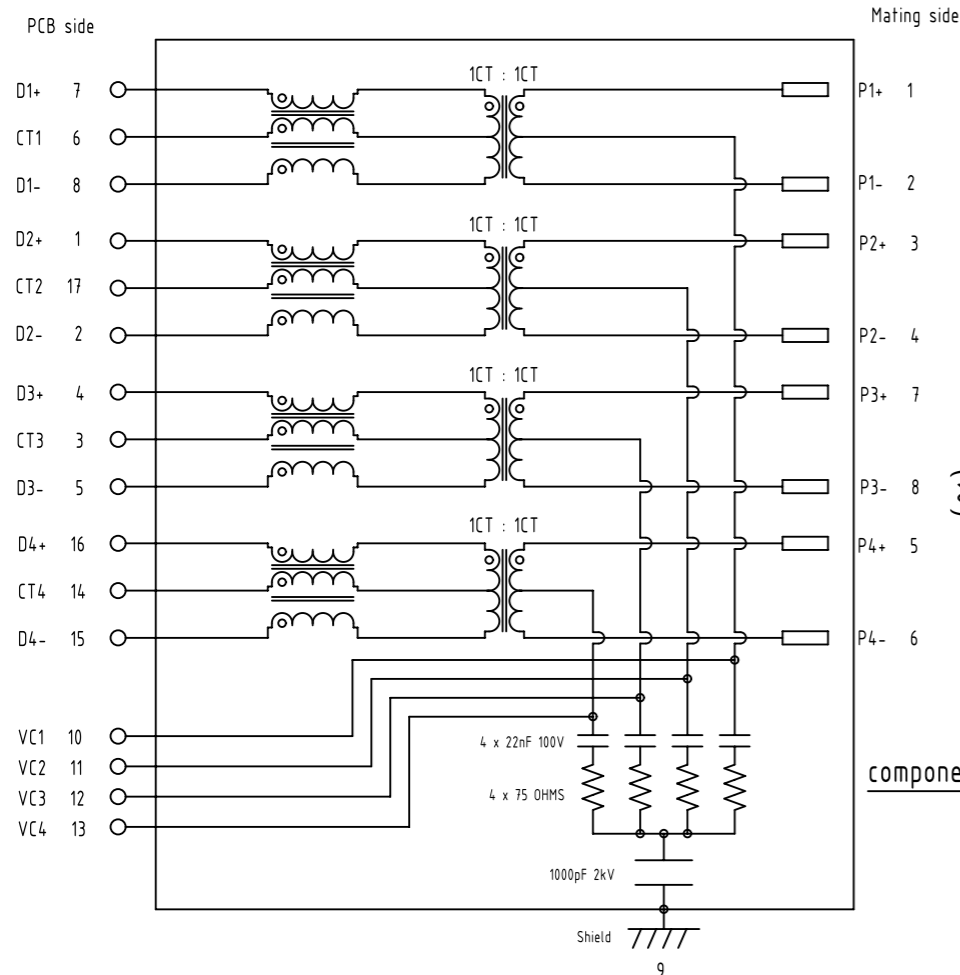 PCB side
Mating side
1CT : 1CT
D1+ 7
P1+ 1
CT1 6
D1- 8
P1- 2
1CT : 1CT
D2+ 1
P2+ 3
CT2 17
D2- 2
P2- 4
1CT : 1CT
D3+ 4
P3+ 7
CT3 3
D3- 5
P3- 8
1CT : 1CT
D4+ 16
P4+ 5
CT4 14
D4- 15
P4- 6
VC1 10
4 x 22nF 100V
VC2 11
compone
VC3 12
4 x 75 OHMS
VC4 13
1000pF 2kV
Shield
9